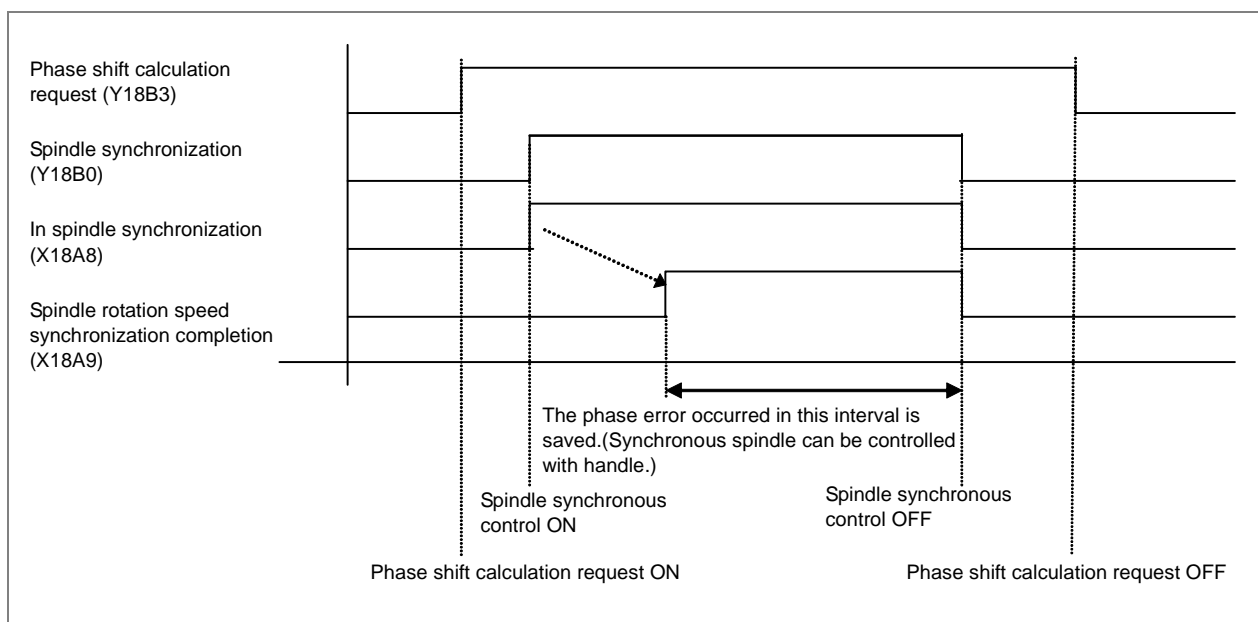 Phase shift calculation
request (Y18B3)
Spindle synchronization
(Y18B0)
In spindle synchronization
(X18A8)
Spindle rotation speed
synchronization completion
(X18A9)
The phase error occurred in this interval is
saved.(Synchronous spindle can be controlled
with handle.)
Spindle synchronous
control ON
Spindle synchronous
control OFF
Phase shift calculation request ON
Phase shift calculation request OFF